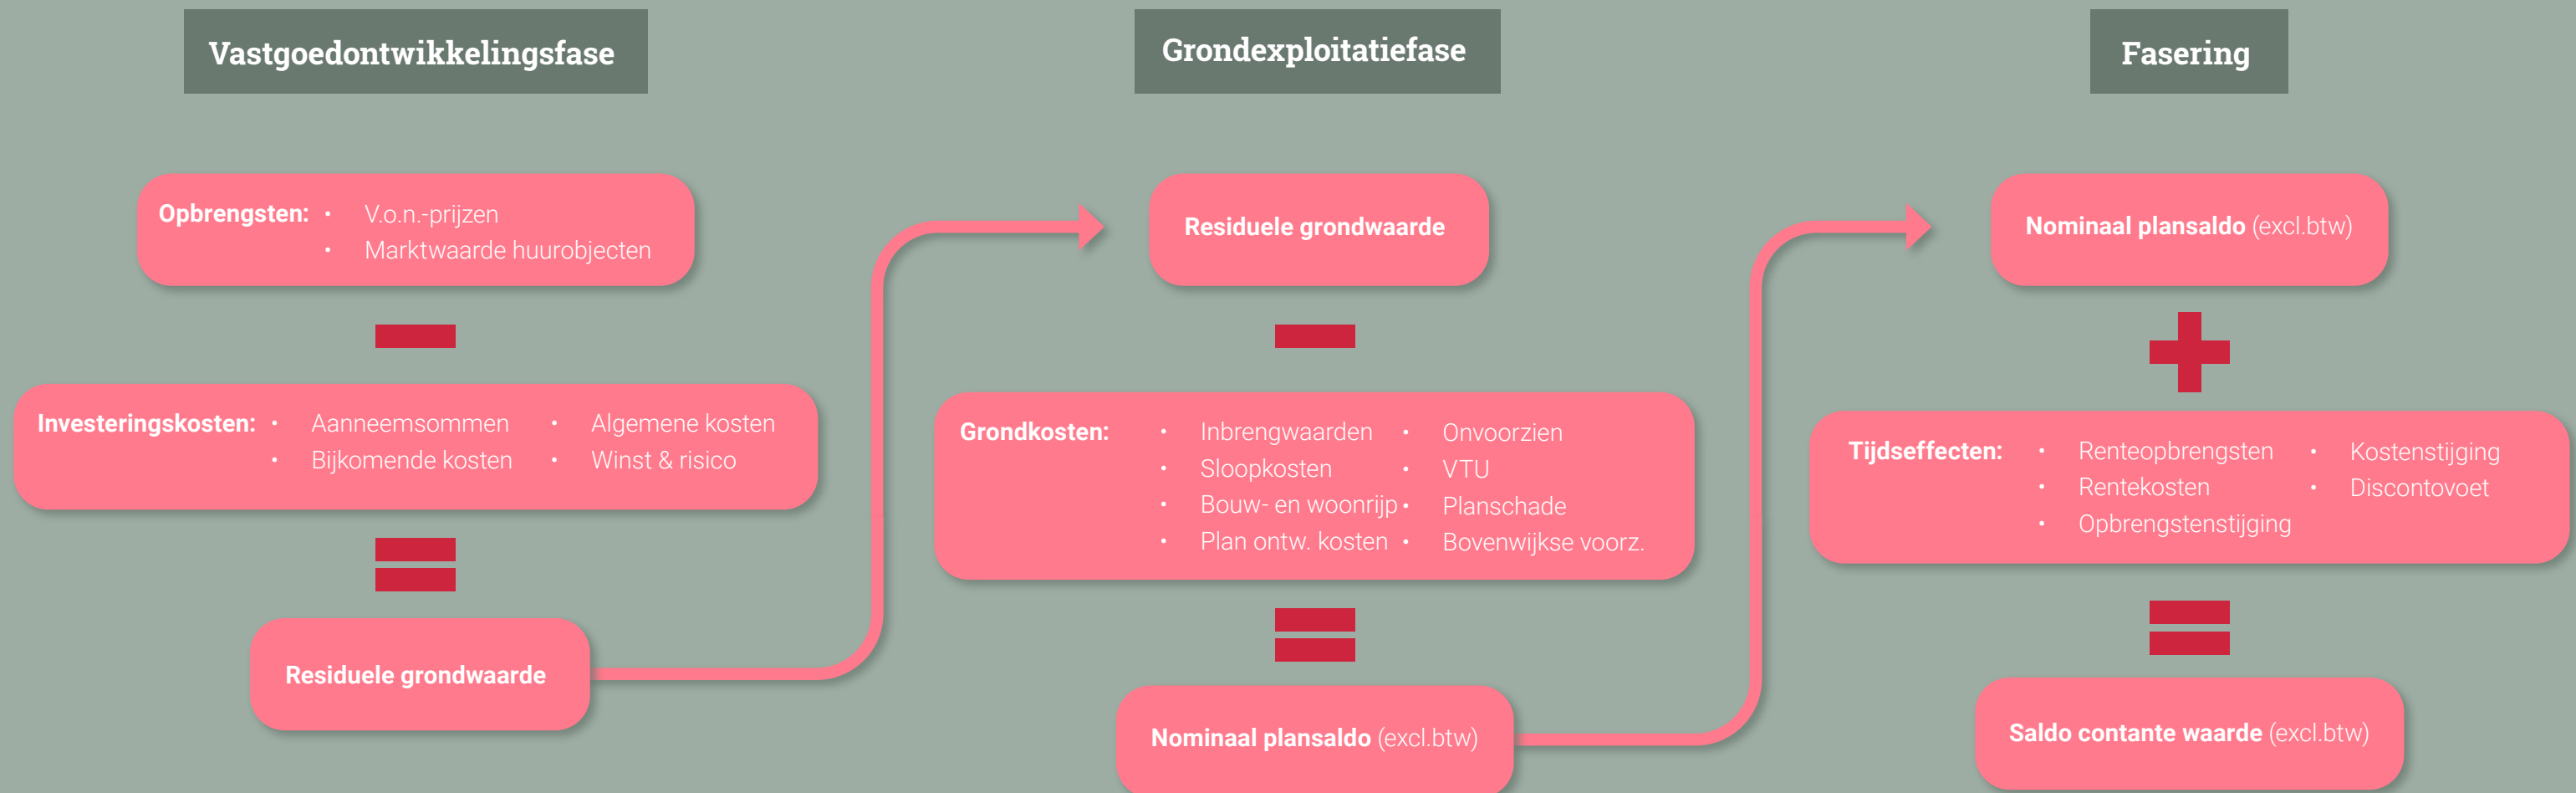 Vastgoedontwikkelingsfase
Opbrengsten: • V.o.n.-prijzen
• Marktwaarde huurobjecten
Investeringskosten: • Aanneemsommen • Algemene kosten
• Bijkomende kosten • Winst & risico
Residuele grondwaarde
Grondexploitatiefase
Residuele grondwaarde
Grondkosten: • Inbrengwaarden • Onvoorzien
• Sloopkosten • VTU
• Bouw- en woonrijp • Planschade
• Plan ontw. kosten • Bovenwijkse voorz.
Nominaal plansaldo (excl.btw)
Fasering
Nominaal plansaldo (excl.btw)
Tijdseffecten: • Renteopbrengsten • Kostenstijging
• Rentekosten • Discontovoet
• Opbrengstenstijging
Saldo contante waarde (excl.btw)